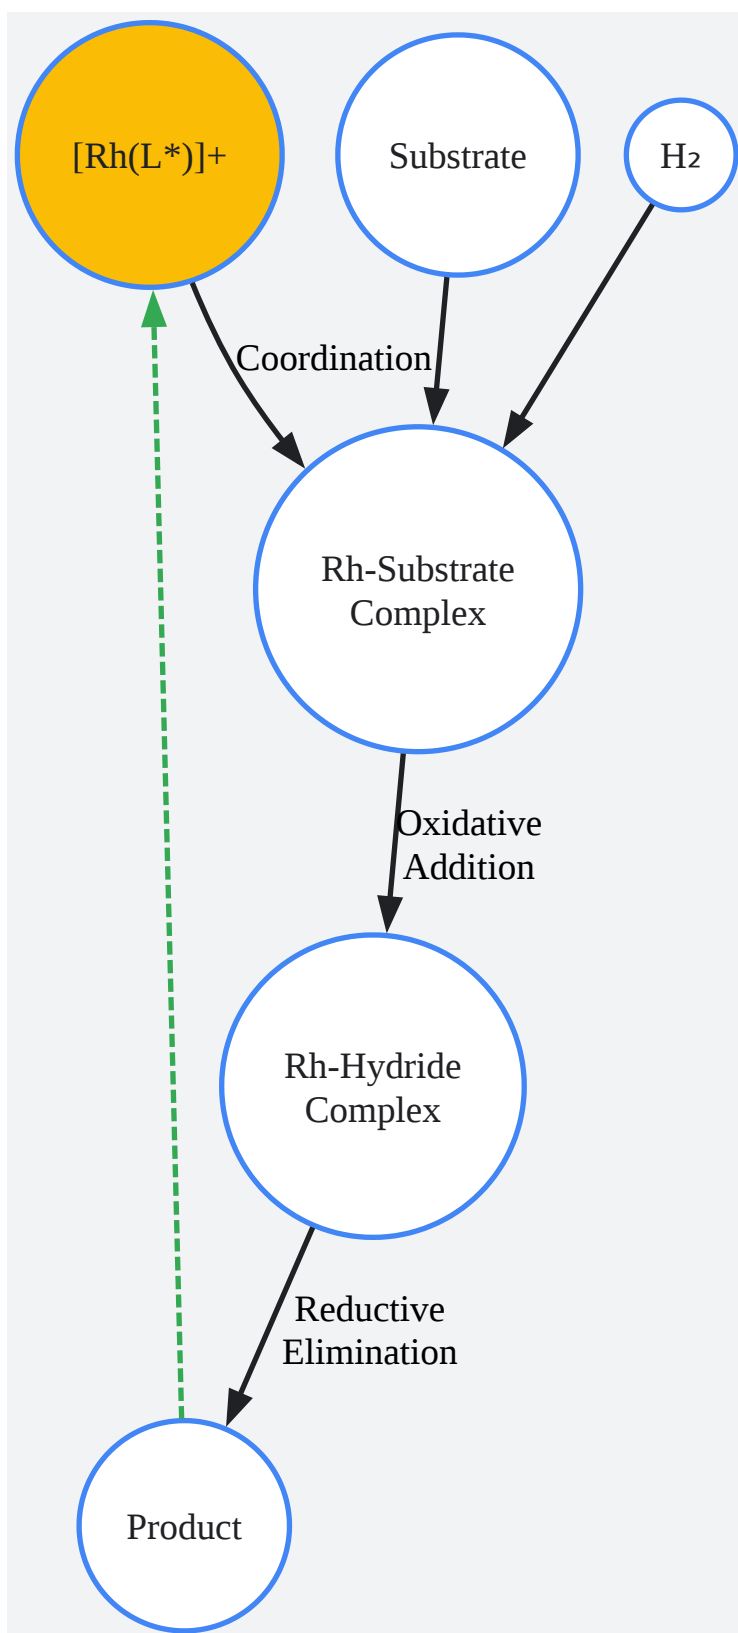 [Rh(L*)]+
Substrate
H₂
Coordination
Rh-Substrate
Complex
Oxidative
Addition
Rh-Hydride
Complex
Reductive
Elimination
Product